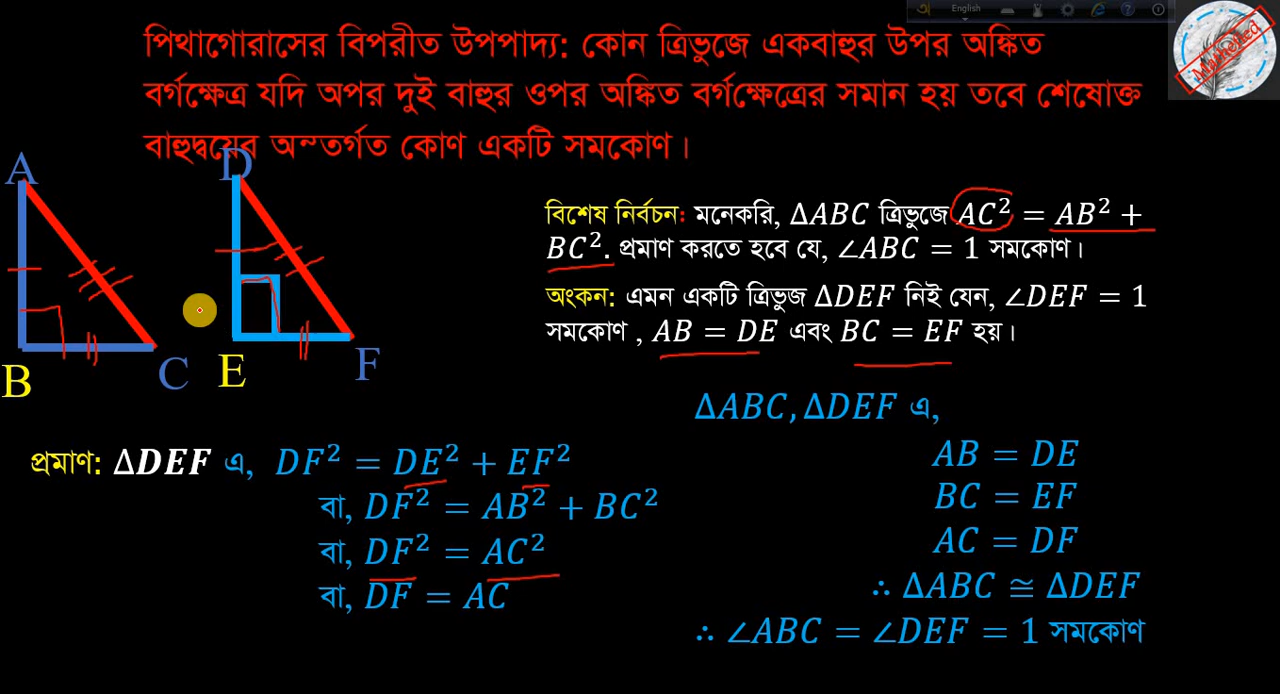 English
পিথাগোরাসের বিপরীত উপপাদ্য: কোন ত্রিভুজে একবাহুর উপর অঙ্কিত
বর্গক্ষেত্র যদি অপর দুই বাহুর ওপর অঙ্কিত বর্গক্ষেত্রের সমান হয় তবে শেষোক্ত
বাহুদ্বয়ের অন্তর্গত কোণ একটি সমকোণ।
A
D
B
C
E
F
বিশেষ নির্বচন: মনেকরি, ΔABC ত্রিভুজে AC² = AB² +
BC². প্রমাণ করতে হবে যে, ∠ABC = 1 সমকোণ।
অংকন: এমন একটি ত্রিভুজ ΔDEF নিই যেন, ∠DEF = 1
সমকোণ , AB = DE এবং BC = EF হয়।
প্রমাণ: ΔDEF এ, DF² = DE² + EF²
বা, DF² = AB² + BC²
বা, DF² = AC²
বা, DF = AC
ΔABC, ΔDEF এ,
AB = DE
BC = EF
AC = DF
∴ ΔABC ≅ ΔDEF
∴ ∠ABC = ∠DEF = 1 সমকোণ